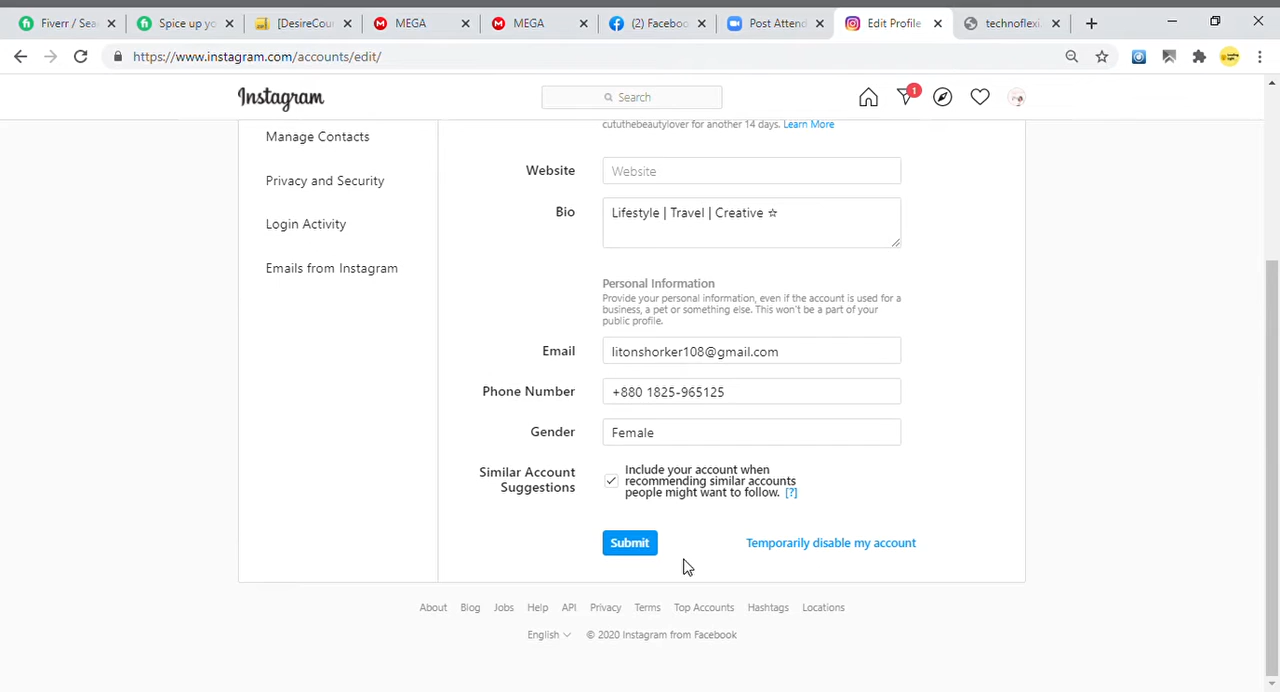 Fiverr / Sea
Spice up yo
[DesireCour
MEGA
MEGA
(2) Faceboo
Post Attend
Edit Profile
technoflexi.
https://www.instagram.com/accounts/edit/
Instagram
Search
1
Manage Contacts
Privacy and Security
Login Activity
Emails from Instagram
cututhebeautylover for another 14 days. Learn More
Website
Website
Bio
Lifestyle | Travel | Creative ☆
Personal Information
Provide your personal information, even if the account is used for a
business, a pet or something else. This won't be a part of your
public profile.
Email
litonshorker108@gmail.com
Phone Number
+880 1825-965125
Gender
Female
Similar Account
Suggestions
Include your account when
recommending similar accounts
people might want to follow. [?]
Submit
Temporarily disable my account
About Blog Jobs Help API Privacy Terms Top Accounts Hashtags Locations
English © 2020 Instagram from Facebook